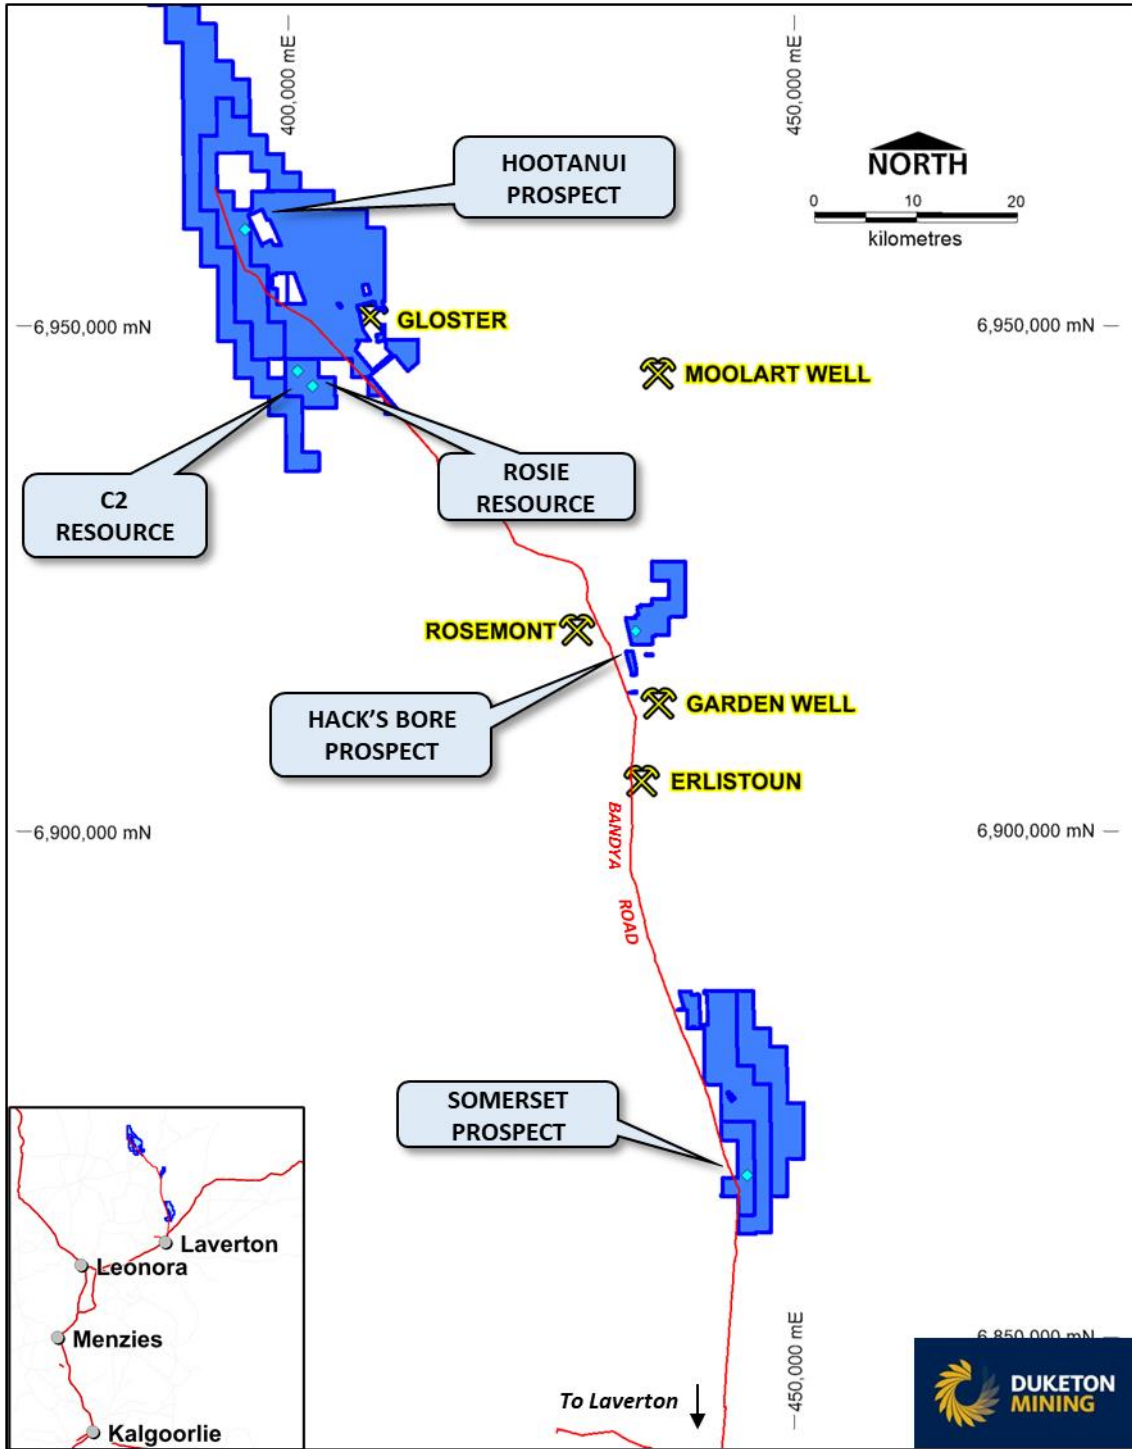 400,000 mE
450,000 mE
HOOTANUI
PROSPECT
NORTH
0 10 20
kilometres
6,950,000 mN
GLOSTER
6,950,000 mN
MOOLART WELL
C2
RESOURCE
ROSIE
RESOURCE
ROSEMONT
HACK'S BORE
PROSPECT
GARDEN WELL
ERLISTOUN
BANDYA
ROAD
6,900,000 mN
6,900,000 mN
SOMERSET
PROSPECT
Laverton
Leonora
Menzies
Kalgoorlie
450,000 mE
6,850,000 mN
To Laverton
DUKETON
MINING